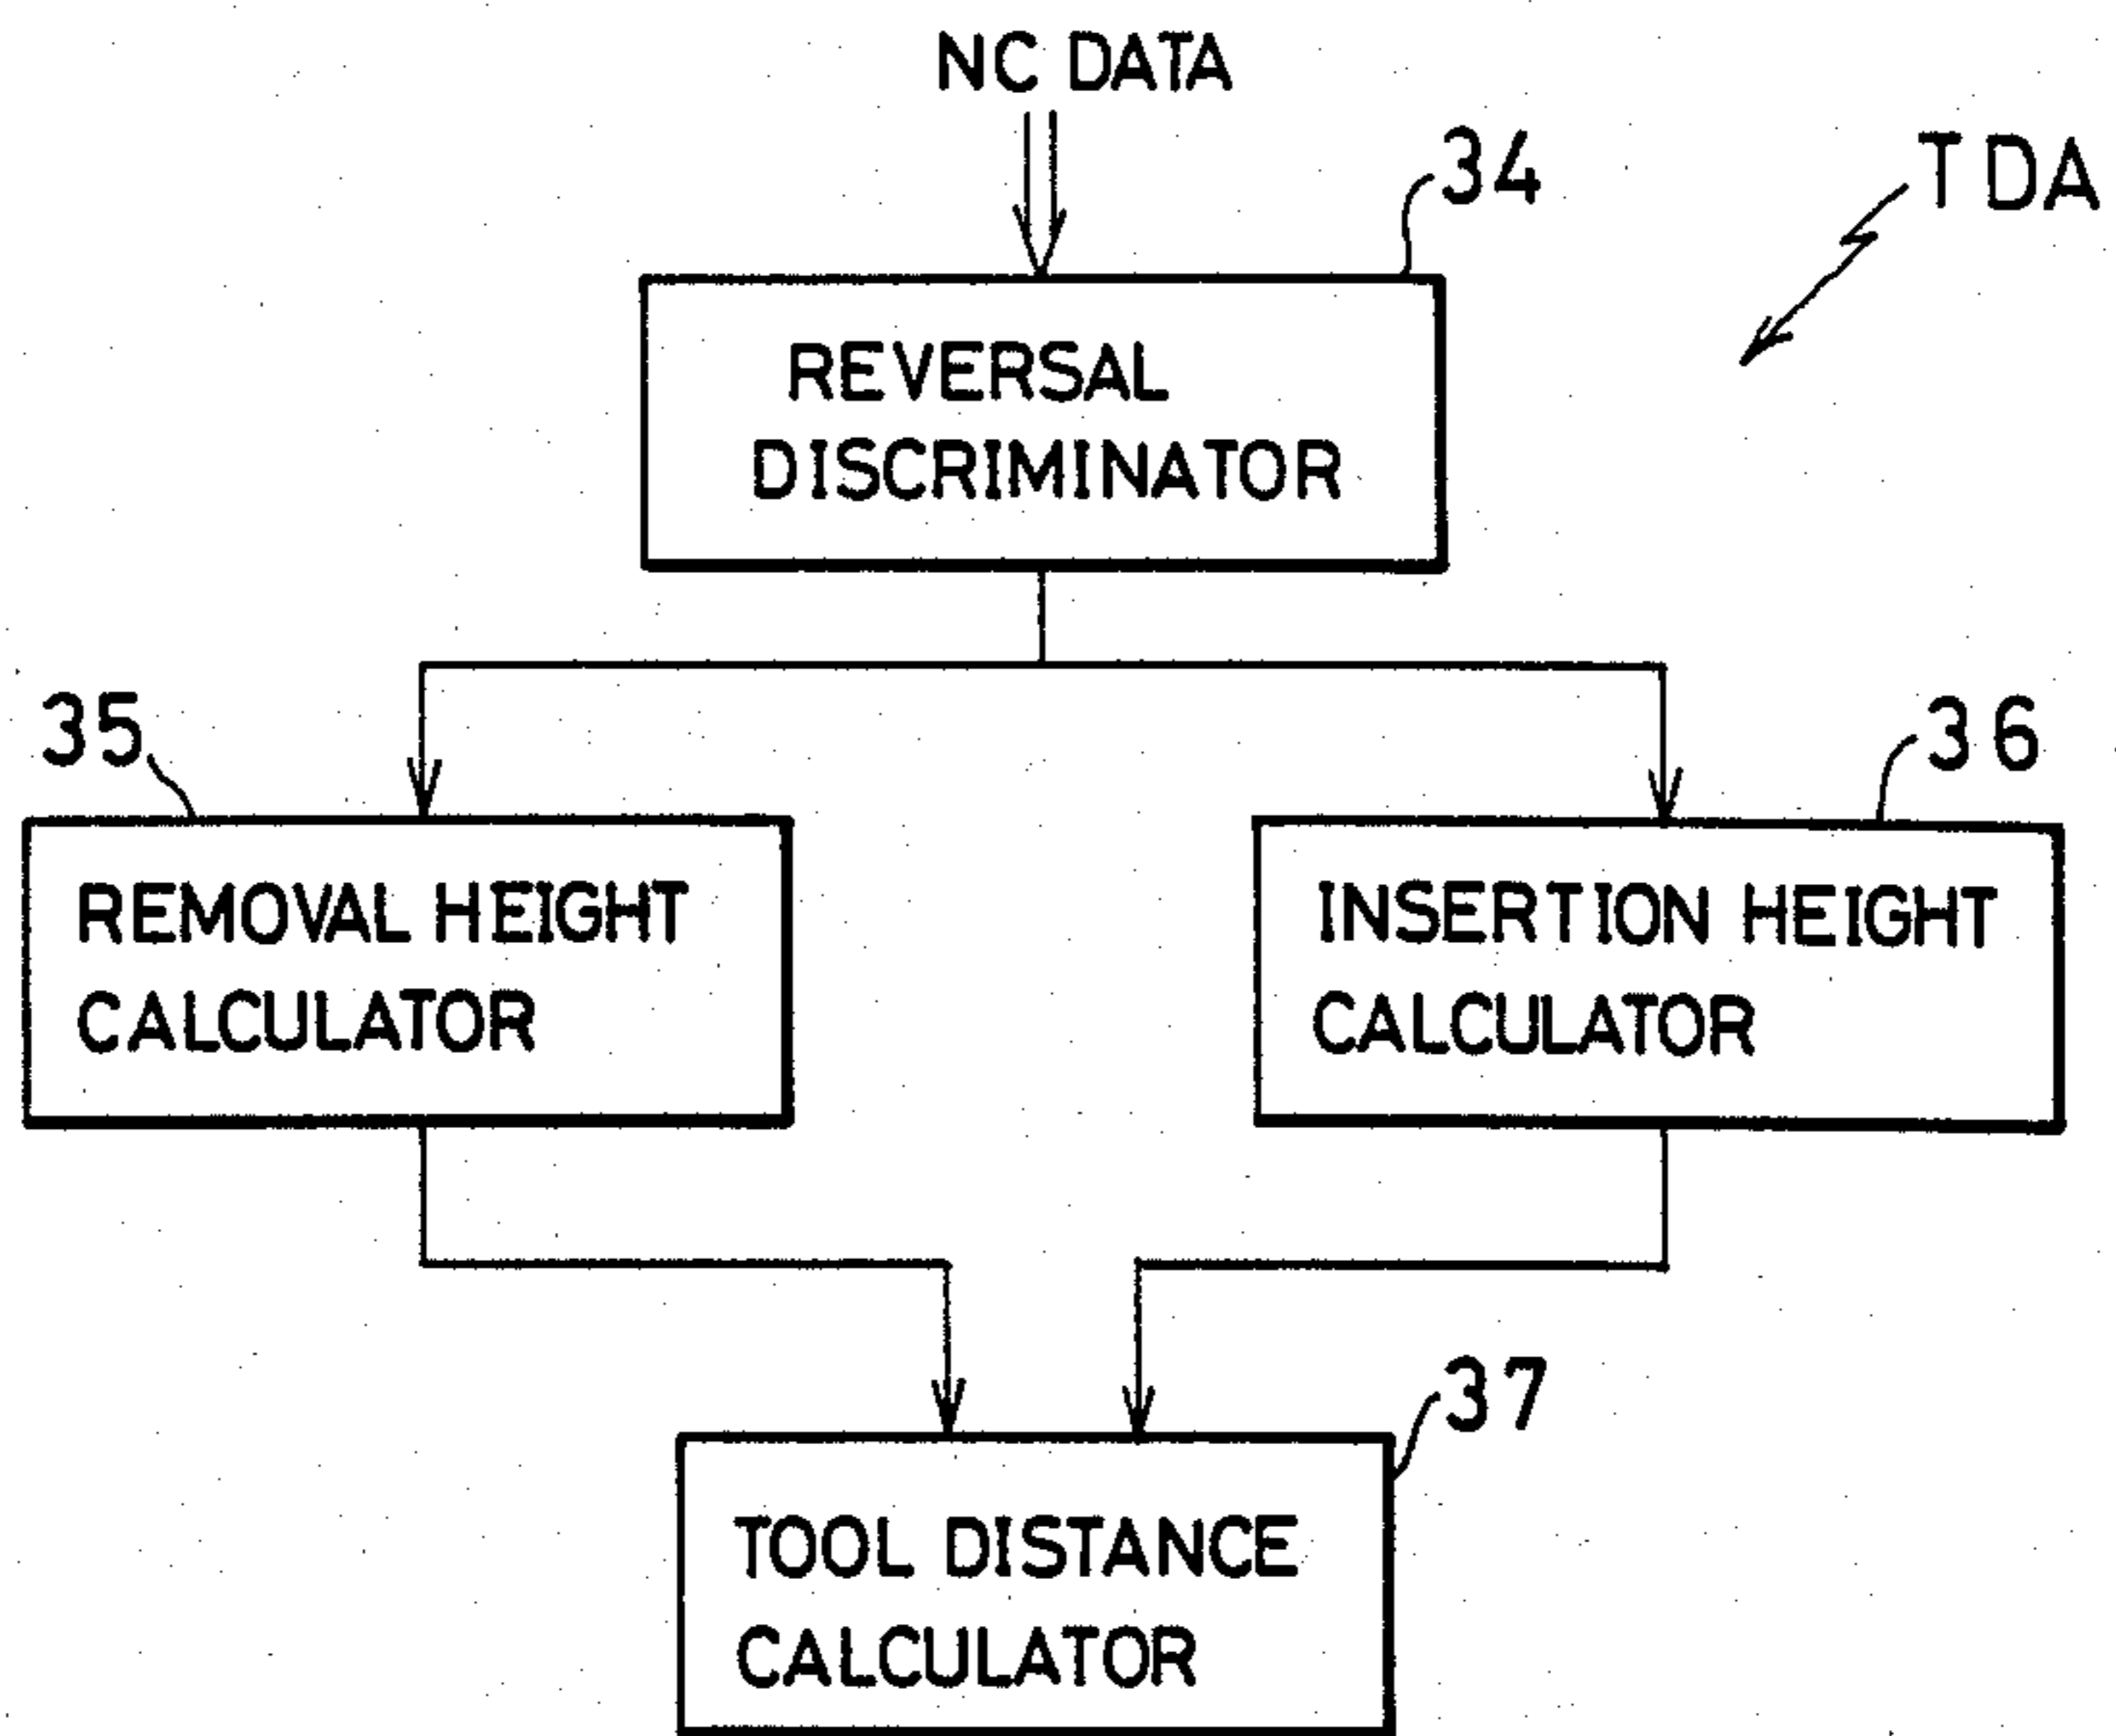 NC DATA
34
TDA
REVERSAL
DISCRIMINATOR
35
36
REMOVAL HEIGHT
CALCULATOR
INSERTION HEIGHT
CALCULATOR
37
TOOL DISTANCE
CALCULATOR